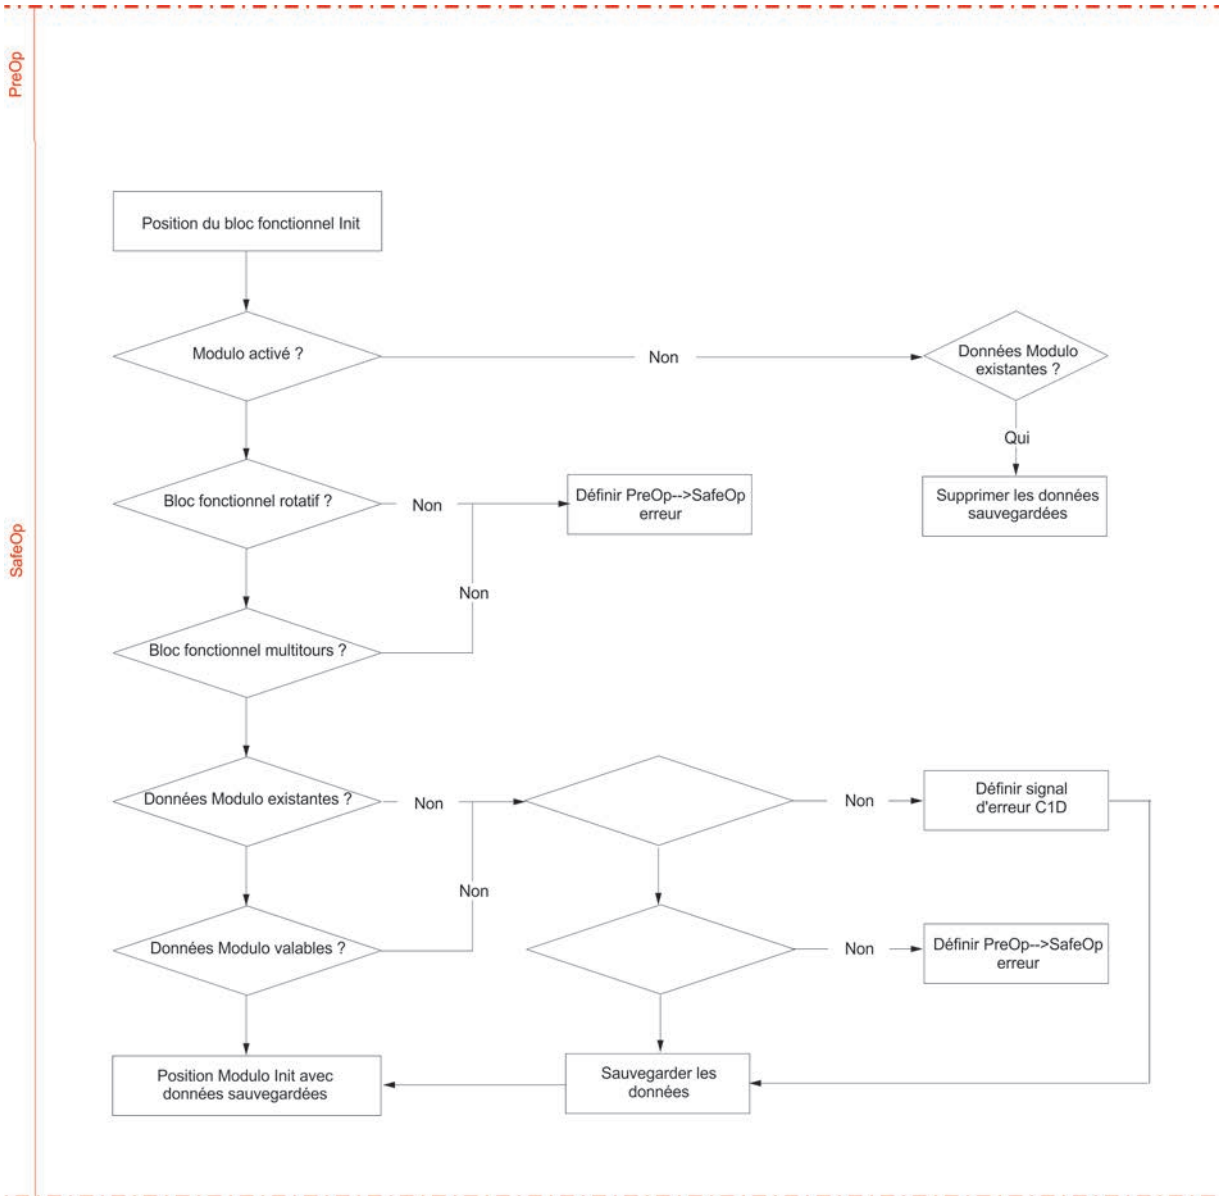 PreOp
Position du bloc fonctionnel Init
Modulo activé ?
Non
Données Modulo
existantes ?
Qui
Supprimer les données
sauvegardées
Bloc fonctionnel rotatif ?
Non
Définir PreOp-->SafeOp
erreur
SafeOp
Non
Bloc fonctionnel multitours ?
Données Modulo existantes ?
Non
Non
Définir signal
d'erreur C1D
Non
Données Modulo valables ?
Non
Définir PreOp-->SafeOp
erreur
Position Modulo Init avec
données sauvegardées
Sauvegarder les
données